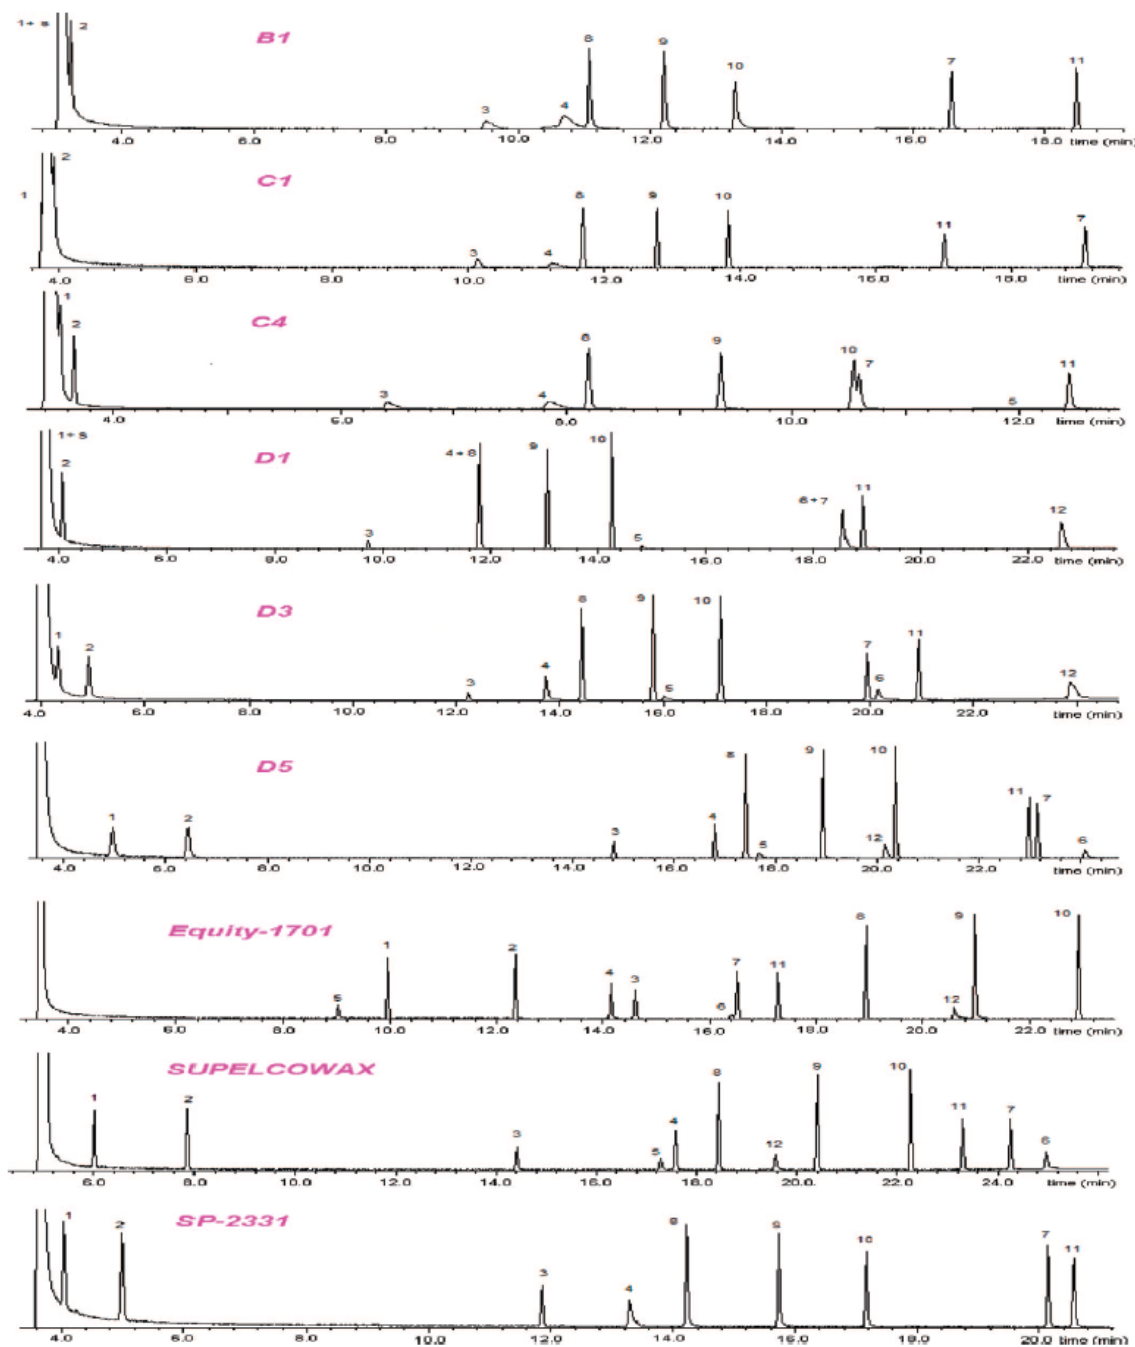 1+s 2 B1 3 4 8 9 10 7 11
4.0 6.0 8.0 10.0 12.0 14.0 16.0 18.0 time (min)
1 2 C1 3 4 8 9 10 11 7
4.0 6.0 8.0 10.0 12.0 14.0 16.0 18.0 time (min)
1 2 C4 3 4 8 9 10 7 5 11
4.0 6.0 8.0 10.0 12.0 time (min)
1+s 2 D1 3 4+8 9 10 5 6+7 11 12
4.0 6.0 8.0 10.0 12.0 14.0 16.0 18.0 20.0 22.0 time (min)
1 2 D3 3 4 8 9 5 10 7 6 11 12
4.0 6.0 8.0 10.0 12.0 14.0 16.0 18.0 20.0 22.0 time (min)
1 2 D5 3 4 8 5 9 12 10 11 7 6
4.0 6.0 8.0 10.0 12.0 14.0 16.0 18.0 20.0 22.0 time (min)
Equity-1701 5 1 2 4 3 6 7 11 8 12 9 10
4.0 6.0 8.0 10.0 12.0 14.0 16.0 18.0 20.0 22.0 time (min)
1 SUPELCOWAX 2 3 5 4 8 12 9 10 11 7 6
6.0 8.0 10.0 12.0 14.0 16.0 18.0 20.0 22.0 24.0 time (min)
1 2 SP-2331 3 4 8 9 10 7 11
4.0 6.0 8.0 10.0 12.0 14.0 16.0 18.0 20.0 time (min)